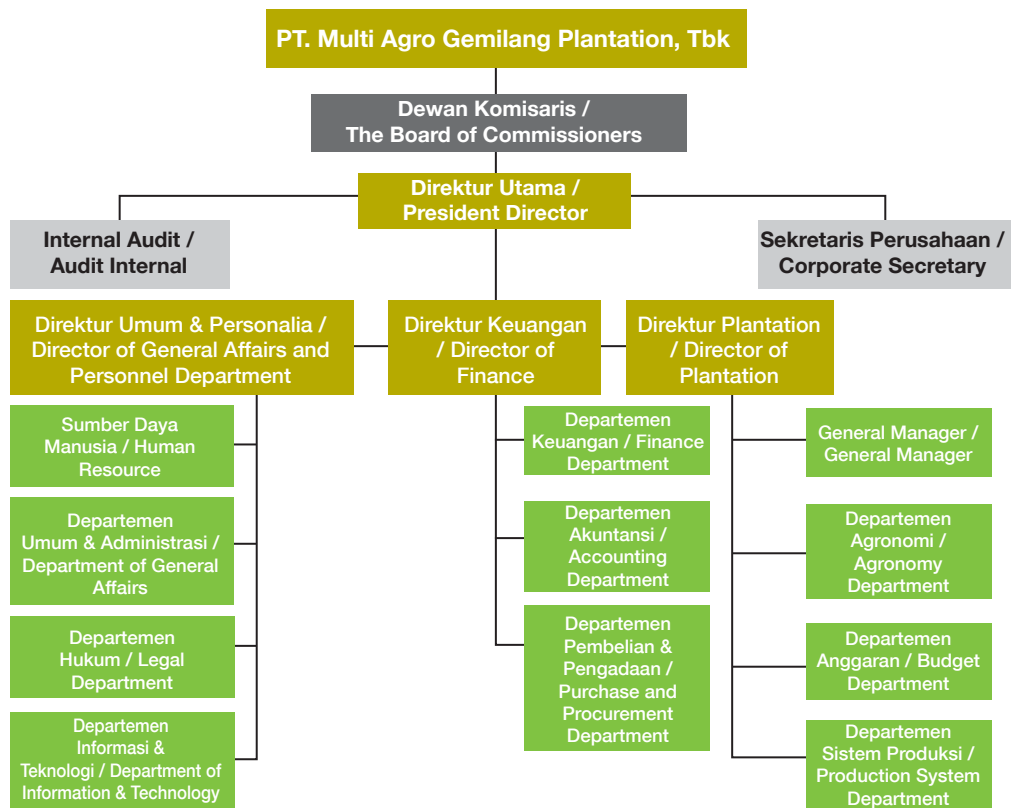 PT. Multi Agro Gemilang Plantation, Tbk
Dewan Komisaris /
The Board of Commissioners
Direktur Utama /
President Director
Internal Audit /
Audit Internal
Sekretaris Perusahaan /
Corporate Secretary
Direktur Umum & Personalia /
Director of General Affairs and
Personnel Department
Direktur Keuangan
/ Director of
Finance
Direktur Plantation
/ Director of
Plantation
Sumber Daya
Manusia / Human
Resource
Departemen
Umum & Administrasi /
Department of General
Affairs
Departemen
Hukum / Legal
Department
Departemen
Informasi &
Teknologi / Department of
Information & Technology
Departemen
Keuangan / Finance
Department
Departemen
Akuntansi /
Accounting
Department
Departemen
Pembelian &
Pengadaan /
Purchase and
Procurement
Department
General Manager /
General Manager
Departemen
Agronomi /
Agronomy
Department
Departemen
Anggaran / Budget
Department
Departemen
Sistem Produksi /
Production System
Department